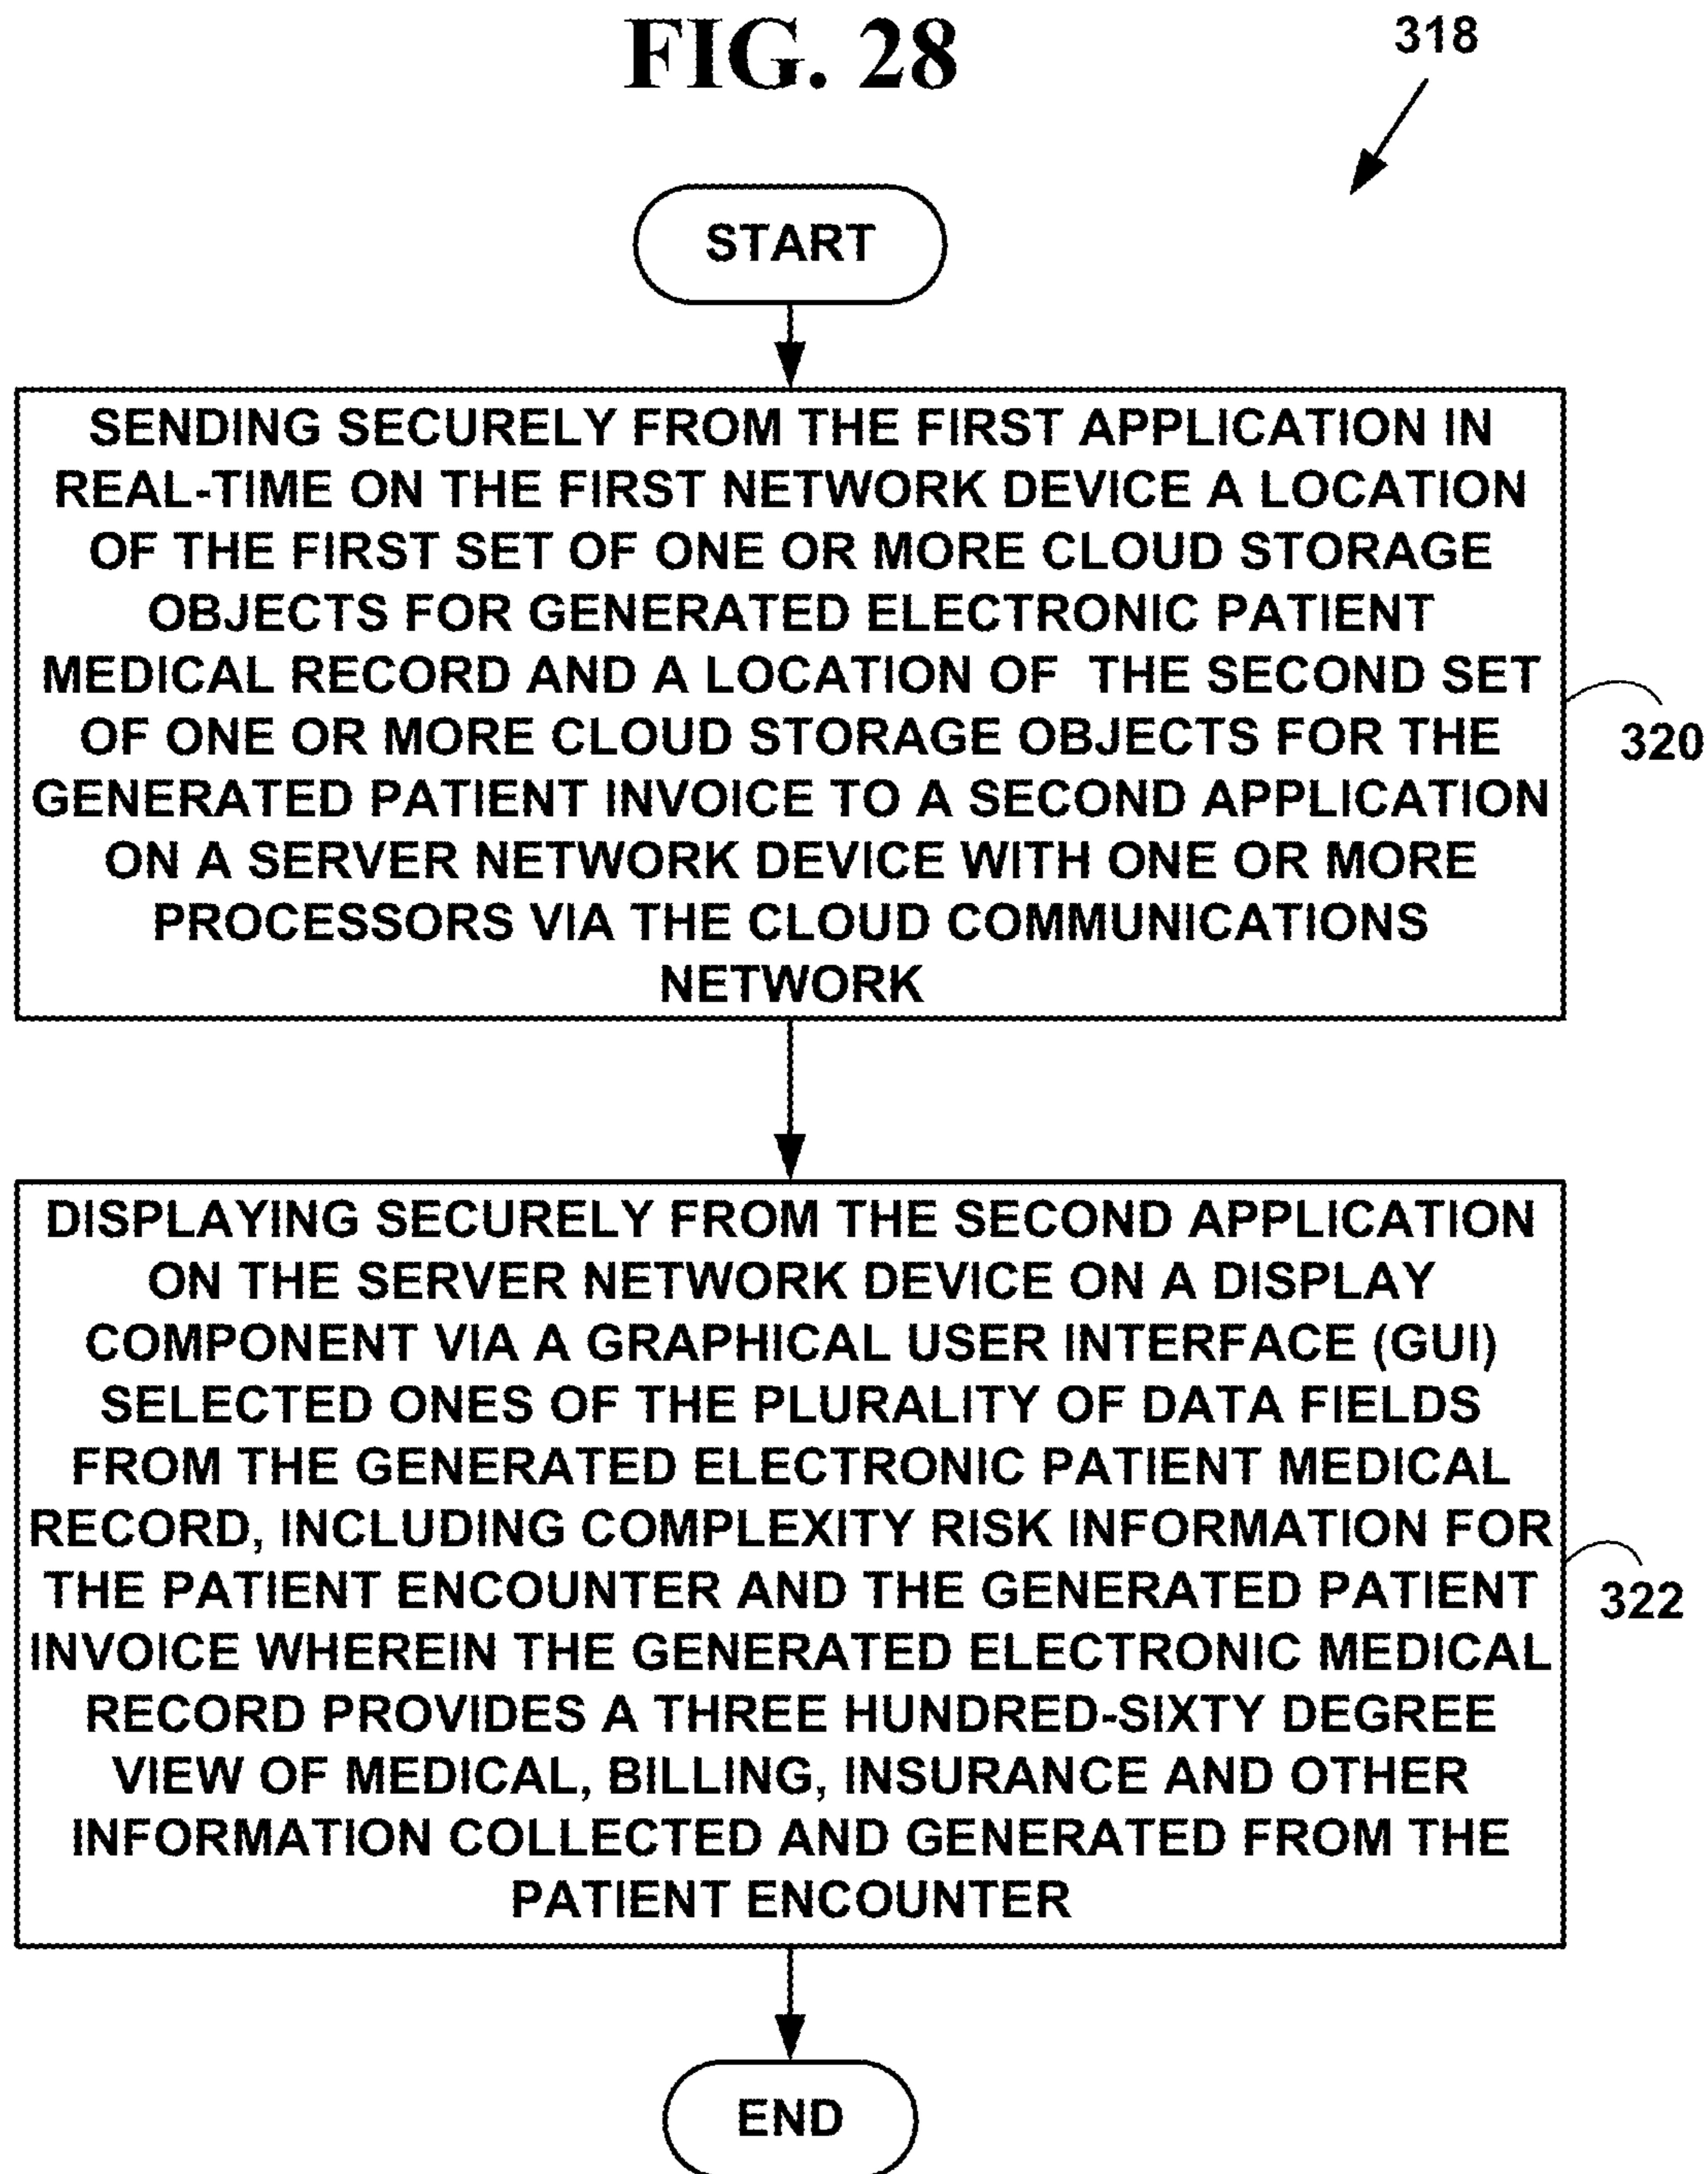 FIG. 28
318
START
SENDING SECURELY FROM THE FIRST APPLICATION IN
REAL-TIME ON THE FIRST NETWORK DEVICE A LOCATION
OF THE FIRST SET OF ONE OR MORE CLOUD STORAGE
OBJECTS FOR GENERATED ELECTRONIC PATIENT
MEDICAL RECORD AND A LOCATION OF THE SECOND SET
OF ONE OR MORE CLOUD STORAGE OBJECTS FOR THE
GENERATED PATIENT INVOICE TO A SECOND APPLICATION
ON A SERVER NETWORK DEVICE WITH ONE OR MORE
PROCESSORS VIA THE CLOUD COMMUNICATIONS
NETWORK
320
DISPLAYING SECURELY FROM THE SECOND APPLICATION
ON THE SERVER NETWORK DEVICE ON A DISPLAY
COMPONENT VIA A GRAPHICAL USER INTERFACE (GUI)
SELECTED ONES OF THE PLURALITY OF DATA FIELDS
FROM THE GENERATED ELECTRONIC PATIENT MEDICAL
RECORD, INCLUDING COMPLEXITY RISK INFORMATION FOR
THE PATIENT ENCOUNTER AND THE GENERATED PATIENT
INVOICE WHEREIN THE GENERATED ELECTRONIC MEDICAL
RECORD PROVIDES A THREE HUNDRED-SIXTY DEGREE
VIEW OF MEDICAL, BILLING, INSURANCE AND OTHER
INFORMATION COLLECTED AND GENERATED FROM THE
PATIENT ENCOUNTER
322
END